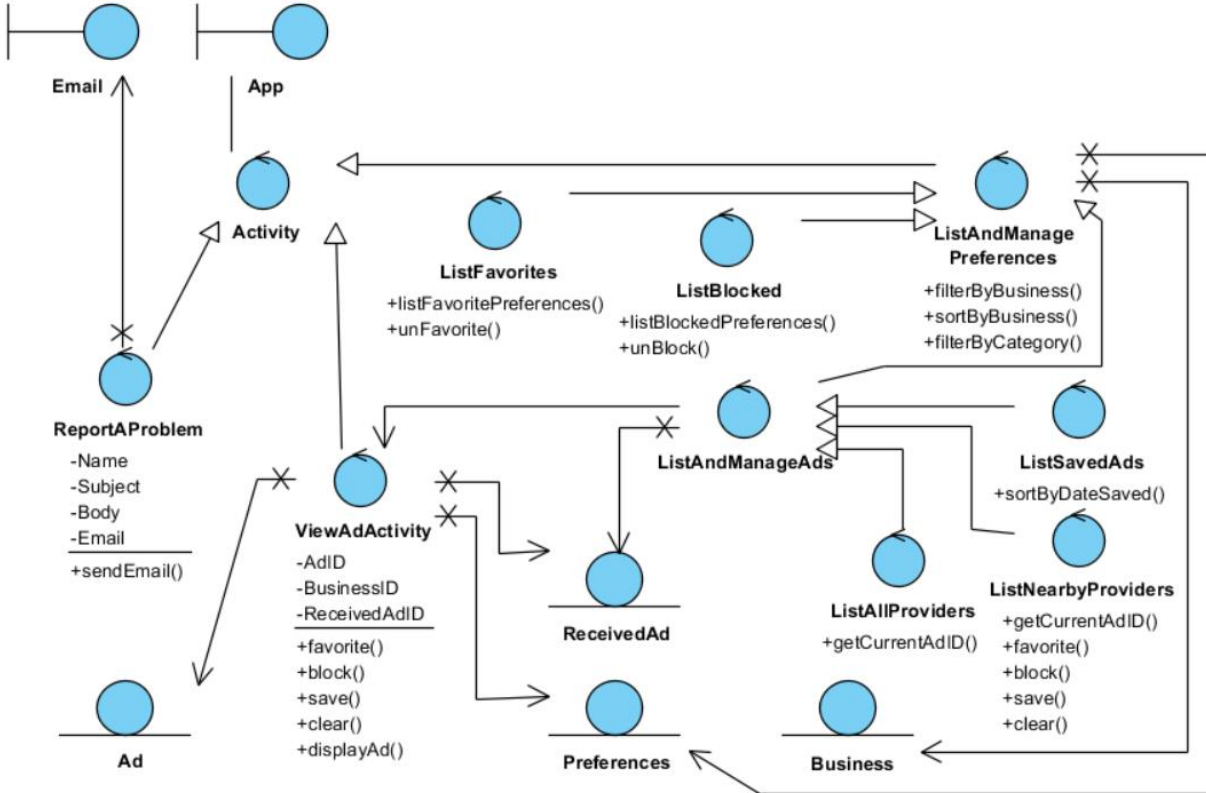 Email
App
Activity
ListFavorites
+listFavoritePreferences()
+unFavorite()
ListBlocked
+listBlockedPreferences()
+unBlock()
ListAndManage
Preferences
+filterByBusiness()
+sortByBusiness()
+filterByCategory()
ReportAProblem
-Name
-Subject
-Body
-Email
+sendEmail()
ViewAdActivity
-AdID
-BusinessID
-ReceivedAdID
+favorite()
+block()
+save()
+clear()
+displayAd()
ListAndManageAds
ListSavedAds
+sortByDateSaved()
ListAllProviders
+getCurrentAdID()
ListNearbyProviders
+getCurrentAdID()
+favorite()
+block()
+save()
+clear()
ReceivedAd
Ad
Preferences
Business